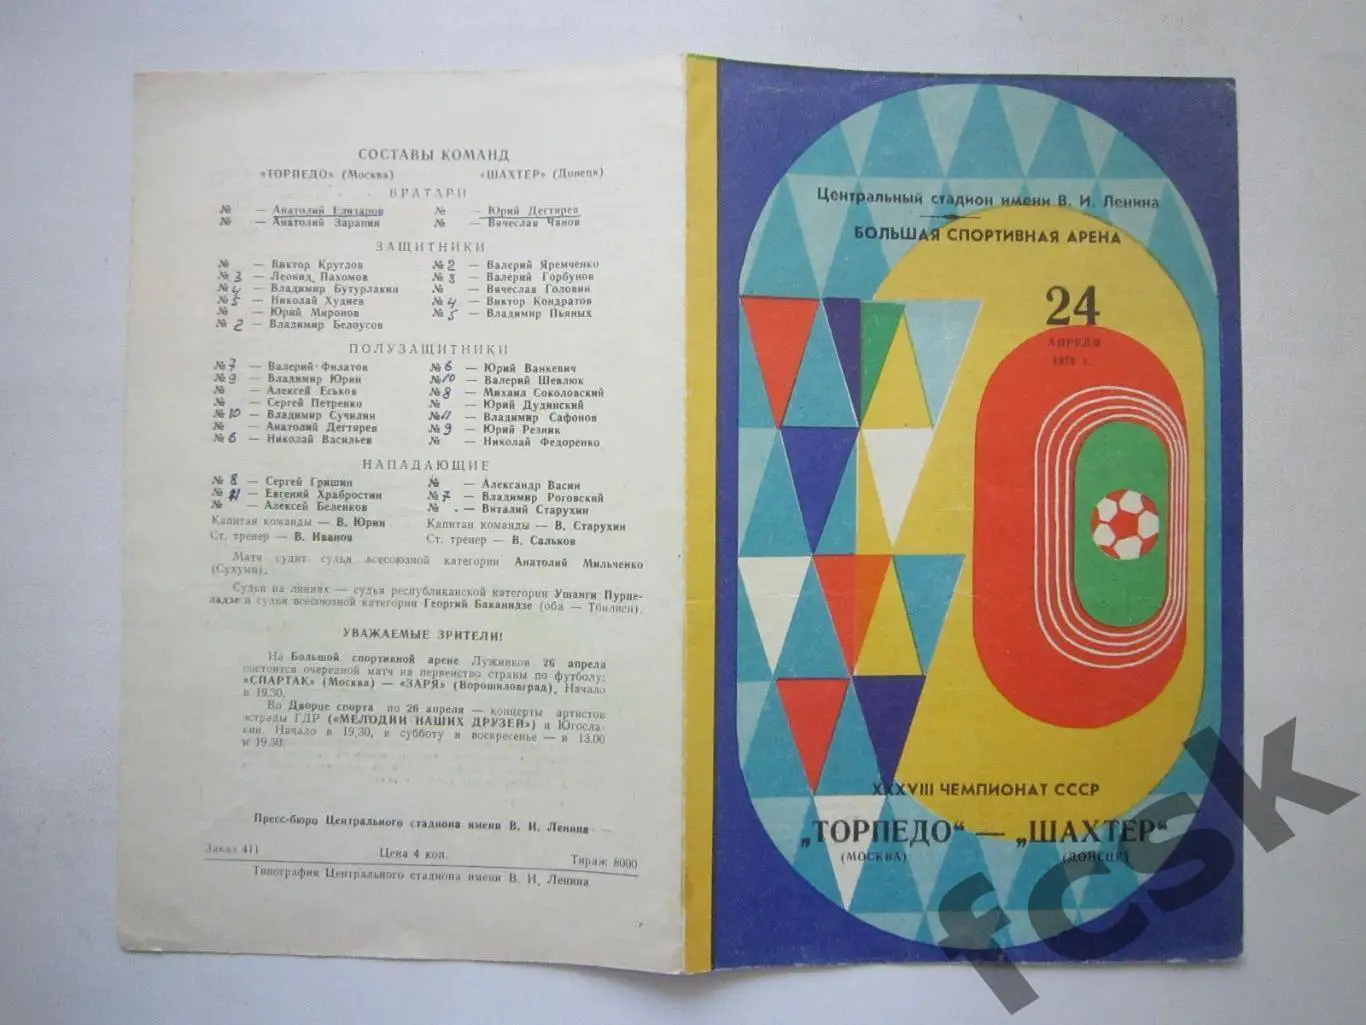 СОСТАВЫ КОМАНД
«ТОРПЕДО» (Москва) «ШАХТЕР» (Донецк)
ВРАТАРИ
№ — Анатолий Елизаров № — Юрий Дегтярев
№ — Анатолий Зарапин № — Вячеслав Чанов
ЗАЩИТНИКИ
№ — Виктор Круглов №2 — Валерий Яремченко
№3 — Леонид Пахомов №3 — Валерий Горбунов
№4 — Владимир Бутурлакин № — Вячеслав Головин
№5 — Николай Худиев №4 — Виктор Кондратов
№ — Юрий Миронов №5 — Владимир Пьяных
№2 — Владимир Белоусов
ПОЛУЗАЩИТНИКИ
№7 — Валерий Филатов №6 — Юрий Ванкевич
№9 — Владимир Юрин №10 — Валерий Шевлюк
№ — Алексей Еськов №8 — Михаил Соколовский
№ — Сергей Петренко № — Юрий Дудинский
№10 — Владимир Сучилин №11 — Владимир Сафонов
№ — Анатолий Дегтярев №9 — Юрий Резник
№6 — Николай Васильев № — Николай Федоренко
НАПАДАЮЩИЕ
№8 — Сергей Гришин № — Александр Васин
№11 — Евгений Храбростин №7 — Владимир Роговский
№ — Алексей Беленков № — Виталий Старухин
Капитан команды — В. Юрин Капитан команды — В. Старухин
Ст. тренер — В. Иванов Ст. тренер — В. Сальков
Матч судит судья всесоюзной категории Анатолий Мильченко
(Сухуми).
Судьи на линиях — судья республиканской категории Ушанги Пурце-
ладзе и судья всесоюзной категории Георгий Баканидзе (оба — Тбилиси).
УВАЖАЕМЫЕ ЗРИТЕЛИ!
На Большой спортивной арене Лужников 26 апреля
состоится очередной матч на первенство страны по футболу:
«СПАРТАК» (Москва) — «ЗАРЯ» (Ворошиловград), Начало
в 19.30.
Во Дворце спорта по 26 апреля — концерты артистов
эстрады ГДР («МЕЛОДИИ НАШИХ ДРУЗЕЙ») и Югосла-
вии. Начало в 19,30, в субботу и воскресенье — в 13.00
и 19.30.
Пресс-бюро Центрального стадиона имени В. И. Ленина
Заказ 411 Цена 4 коп. Тираж 8000
Типография Центрального стадиона имени В. И. Ленина
Центральный стадион имени В. И. Ленина
БОЛЬШАЯ СПОРТИВНАЯ АРЕНА
24
АПРЕЛЯ
XXXVIII ЧЕМПИОНАТ СССР
„ТОРПЕДО“ — „ШАХТЕР“
(МОСКВА) (ДОНЕЦК)
fcsk